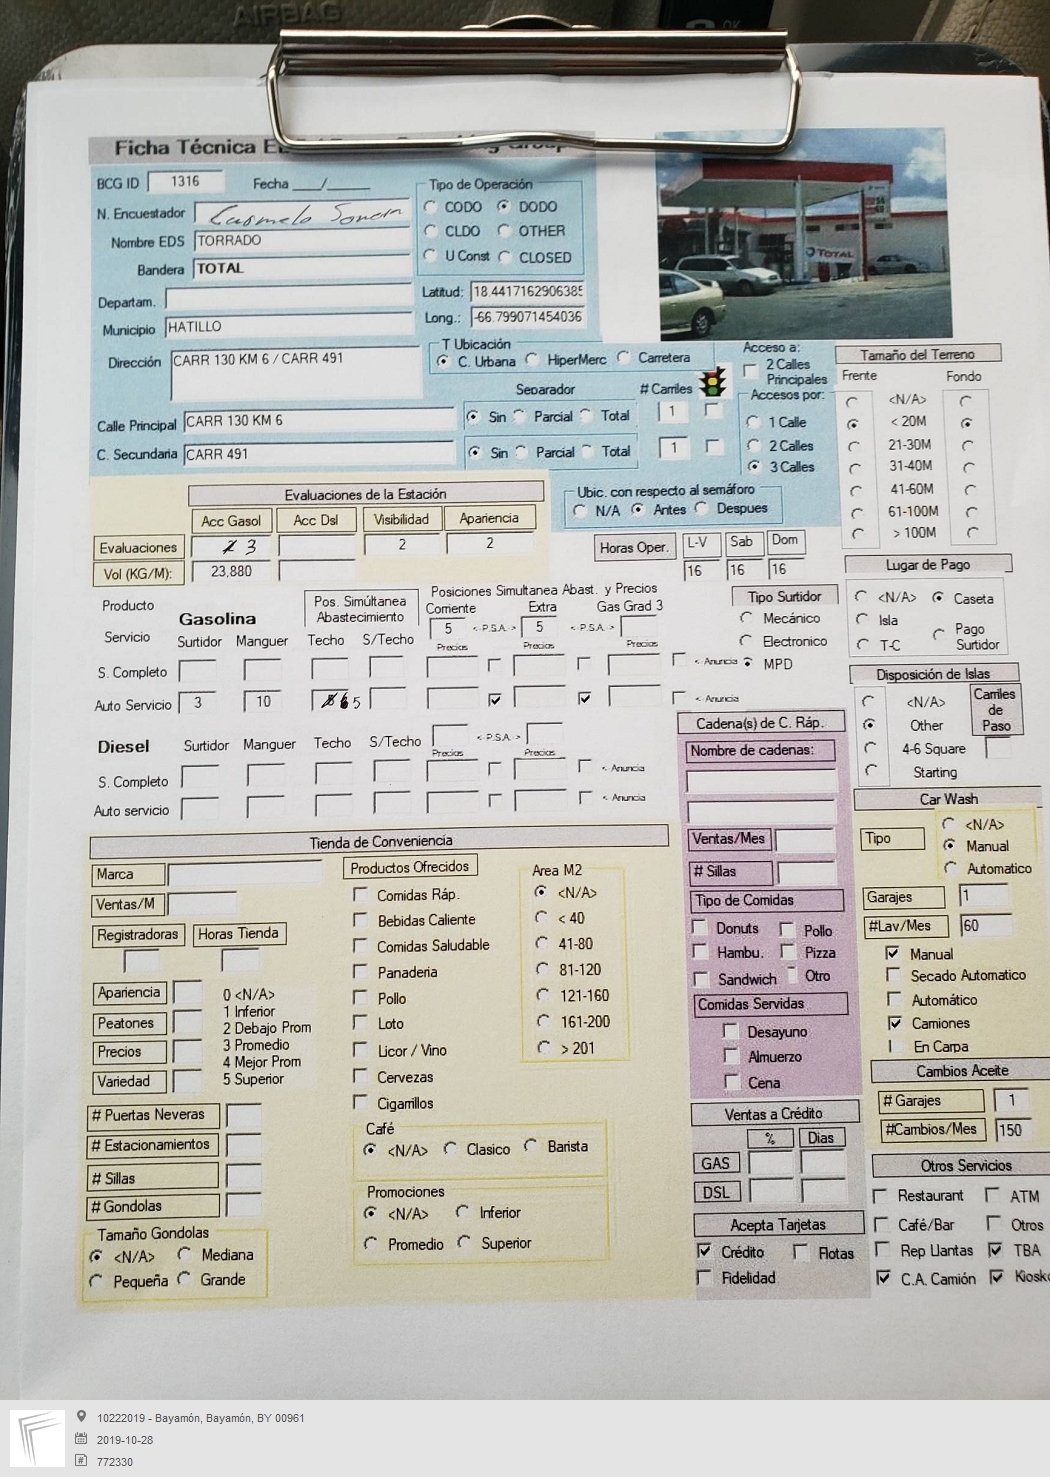 AIRBAG
OK
Ficha Técnica
BCG ID 1316 Fecha ___/_____
N. Encuestador Carmelo
Nombre EDS TORRADO
Bandera TOTAL
Departam.
Municipio HATILLO
Dirección CARR 130 KM 6 / CARR 491
Tipo de Operación
CODO DODO
CLDO OTHER
U Const CLOSED
Latitud: 18.4417162906385
Long.: -66.799071454036
TOTAL
T Ubicación
C. Urbana HiperMerc Carretera
Separador # Carriles
Calle Principal CARR 130 KM 6 Sin Parcial Total 1
C. Secundaria CARR 491 Sin Parcial Total 1
Acceso a:
2 Calles
Principales
Accesos por:
1 Calle
2 Calles
3 Calles
Tamaño del Terreno
Frente Fondo
<N/A>
< 20M
21-30M
31-40M
41-60M
61-100M
> 100M
Evaluaciones de la Estación
Acc Gasol Acc Dsl Visibilidad Apariencia
Evaluaciones 3 2 2
Vol (KG/M): 23,880
Ubic. con respecto al semáforo
N/A Antes Despues
Horas Oper. L-V Sab Dom
16 16 16
Lugar de Pago
<N/A> Caseta
Isla Pago
T-C Surtidor
Producto
Servicio
Gasolina
Surtidor Manguer
Pos. Simúltanea
Abastecimiento
Techo S/Techo
Posiciones Simultanea Abast. y Precios
Corriente Extra Gas Grad 3
5 <-P.S.A.-> 5 <-P.S.A.->
Precios Precios Precios
S. Completo <- Anuncia
Auto Servicio 3 10 5 <- Anuncia
Tipo Surtidor
Mecánico
Electronico
MPD
Disposición de Islas
<N/A>
Other
4-6 Square
Starting
Carriles
de
Paso
Diesel Surtidor Manguer Techo S/Techo <-P.S.A.->
Precios Precios
S. Completo <- Anuncia
Auto servicio <- Anuncia
Cadena(s) de C. Ráp.
Nombre de cadenas:
Ventas/Mes
# Sillas
Tipo de Comidas
Donuts Pollo
Hambu. Pizza
Sandwich Otro
Comidas Servidas
Desayuno
Almuerzo
Cena
Car Wash
Tipo
<N/A>
Manual
Automatico
Garajes 1
#Lav/Mes 60
Manual
Secado Automatico
Automático
Camiones
En Carpa
Cambios Aceite
# Garajes 1
#Cambios/Mes 150
Tienda de Conveniencia
Marca
Ventas/M
Registradoras Horas Tienda
Apariencia
Peatones
Precios
Variedad
0 <N/A>
1 Inferior
2 Debajo Prom
3 Promedio
4 Mejor Prom
5 Superior
# Puertas Neveras
# Estacionamientos
# Sillas
# Gondolas
Tamaño Gondolas
<N/A> Mediana
Pequeña Grande
Productos Ofrecidos
Comidas Ráp.
Bebidas Caliente
Comidas Saludable
Panaderia
Pollo
Loto
Licor / Vino
Cervezas
Cigarrillos
Area M2
<N/A>
< 40
41-80
81-120
121-160
161-200
> 201
Café
<N/A> Clasico Barista
Promociones
<N/A> Inferior
Promedio Superior
Ventas a Crédito
% Dias
GAS
DSL
Acepta Tarjetas
Crédito Flotas
Fidelidad
Otros Servicios
Restaurant ATM
Café/Bar Otros
Rep Llantas TBA
C.A. Camión Kiosko
10222019 - Bayamón, Bayamón, BY 00961
2019-10-28
772330